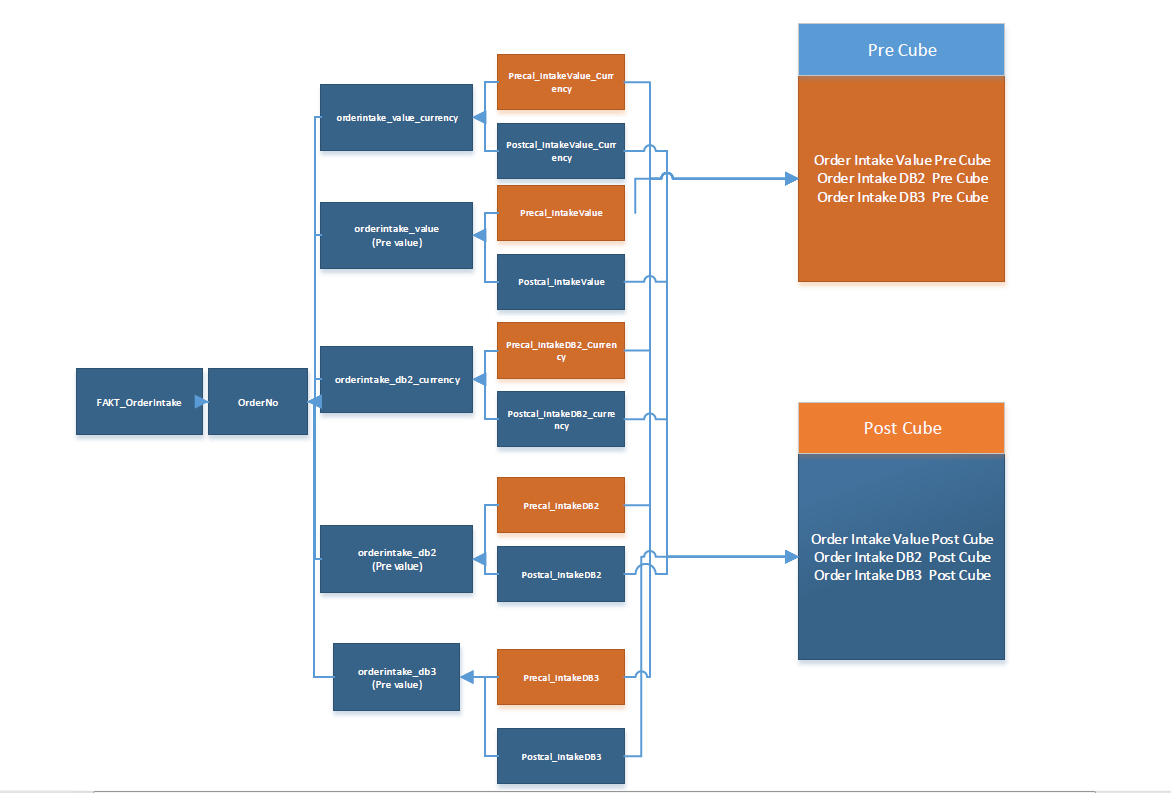 Pre Cube
Order Intake Value Pre Cube
Order Intake DB2 Pre Cube
Order Intake DB3 Pre Cube
Precal_IntakeValue_Curr
ency
orderintake_value_currency
Postcal_IntakeValue_Curr
ency
Precal_IntakeValue
orderintake_value
(Pre value)
Postcal_IntakeValue
Precal_IntakeDB2_Curren
cy
orderintake_db2_currency
FAKT_OrderIntake
OrderNo
Postcal_IntakeDB2_curre
ncy
Post Cube
Order Intake Value Post Cube
Order Intake DB2 Post Cube
Order Intake DB3 Post Cube
Precal_IntakeDB2
orderintake_db2
(Pre value)
Postcal_IntakeDB2
orderintake_db3
(Pre value)
Precal_IntakeDB3
Postcal_IntakeDB3